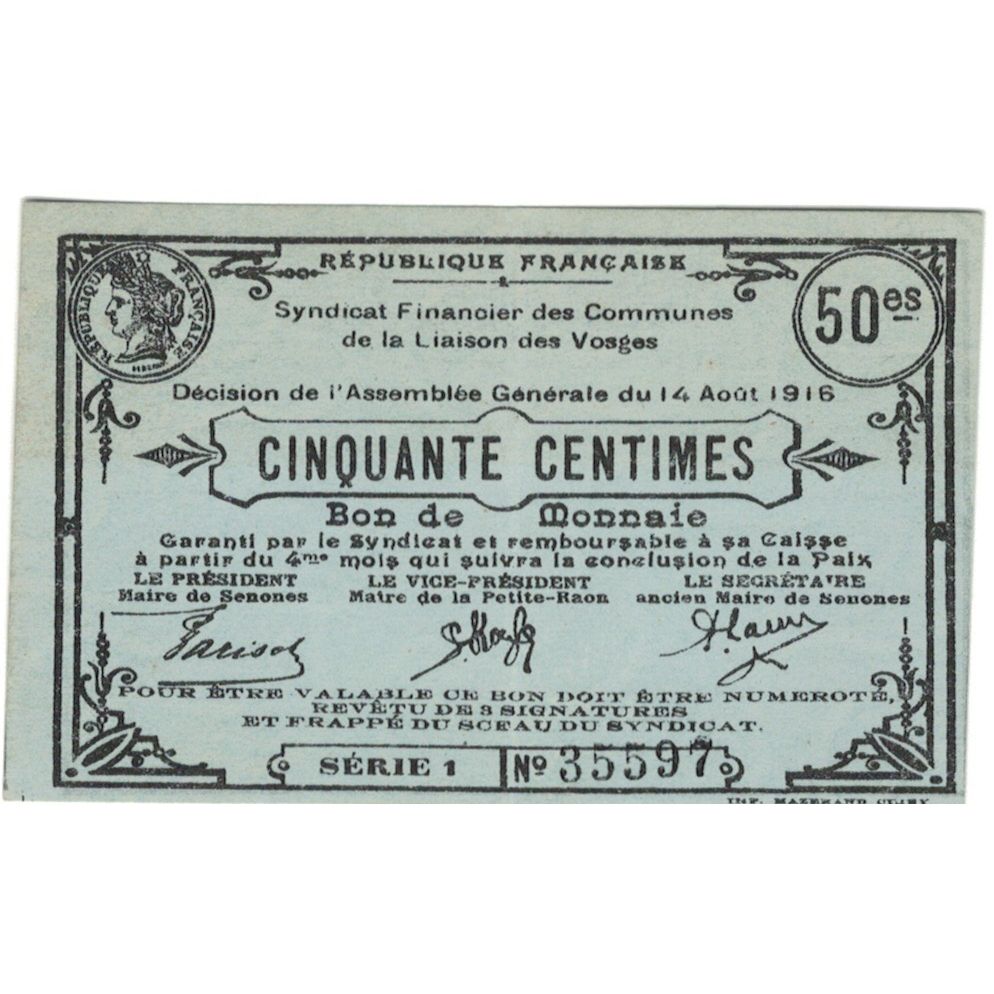 RÉPUBLIQUE FRANÇAISE
RÉPUBLIQUE FRANÇAISE
50es
Syndicat Financier des Communes
de la Liaison des Vosges
Décision de l'Assemblée Générale du 14 Août 1916
CINQUANTE CENTIMES
Bon de Monnaie
Garanti par le Syndicat et remboursable à sa Caisse
à partir du 4me mois qui suivra la conclusion de la Paix
LE PRÉSIDENT LE VICE-PRÉSIDENT LE SECRÉTAIRE
Maire de Senones Maire de la Petite-Raon ancien Maire de Senones
POUR ÊTRE VALABLE CE BON DOIT ÊTRE NUMEROTÉ,
REVÊTU DE 3 SIGNATURES
ET FRAPPÉ DU SCEAU DU SYNDICAT.
SÉRIE 1 No 35597
IMP.